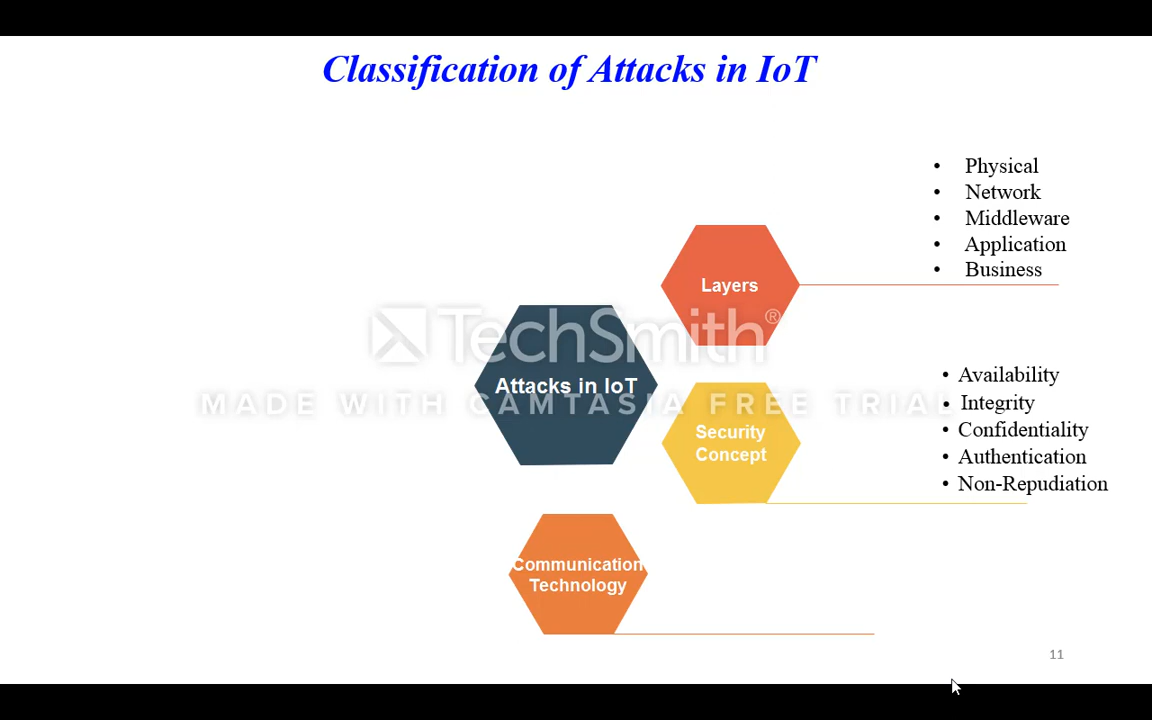 Classification of Attacks in IoT
• Physical
• Network
• Middleware
• Application
• Business
Layers
TechSmith®
Attacks in IoT
MADE WITH CAMTASIA FREE TRIAL
Security
Concept
• Availability
• Integrity
• Confidentiality
• Authentication
• Non-Repudiation
Communication
Technology
11